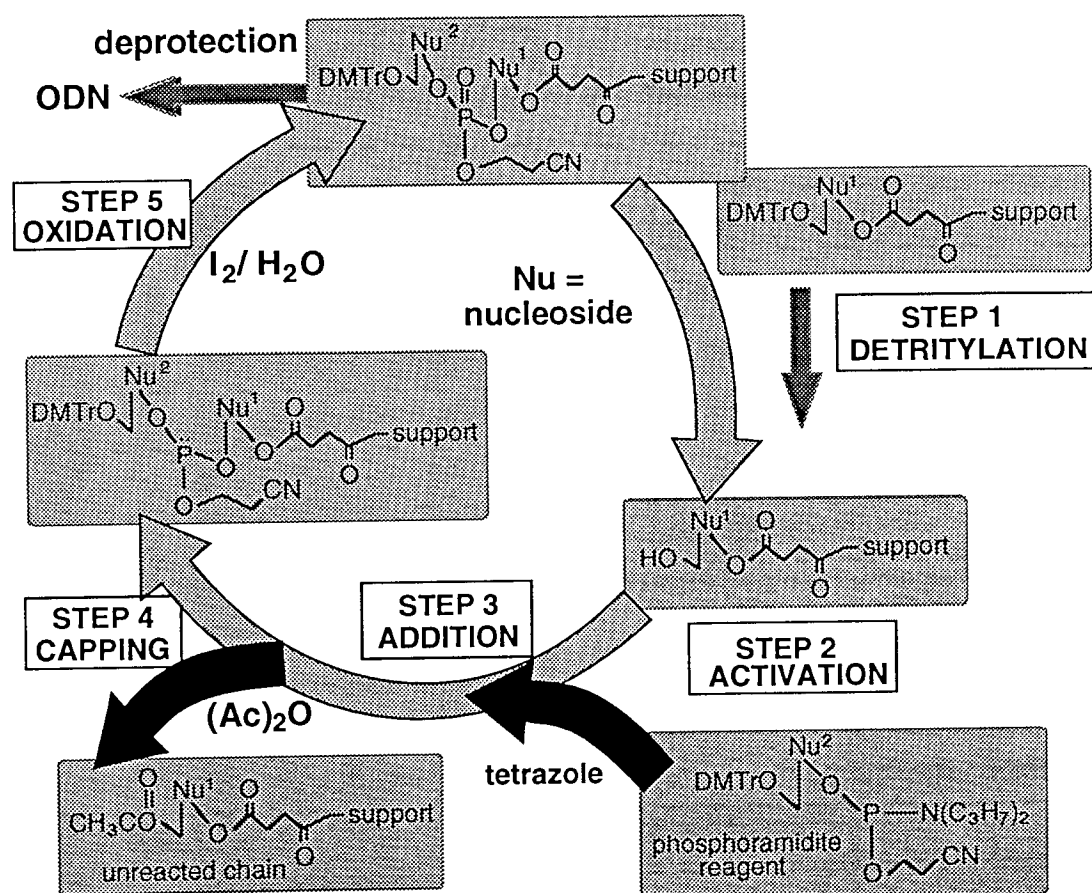 deprotection
ODN
Nu²
DMTrO
O
O
P
O
O
Nu¹
O
O
O
support
CN
STEP 5
OXIDATION
I₂/ H₂O
Nu =
nucleoside
Nu¹
DMTrO
O
O
O
support
STEP 1
DETRITYLATION
Nu²
DMTrO
O
P
O
O
CN
Nu¹
O
O
O
support
Nu¹
HO
O
O
O
support
STEP 4
CAPPING
STEP 3
ADDITION
STEP 2
ACTIVATION
(Ac)₂O
tetrazole
O
CH₃CO
Nu¹
O
O
O
support
unreacted chain
Nu²
DMTrO
O
P
N(C₃H₇)₂
O
CN
phosphoramidite
reagent